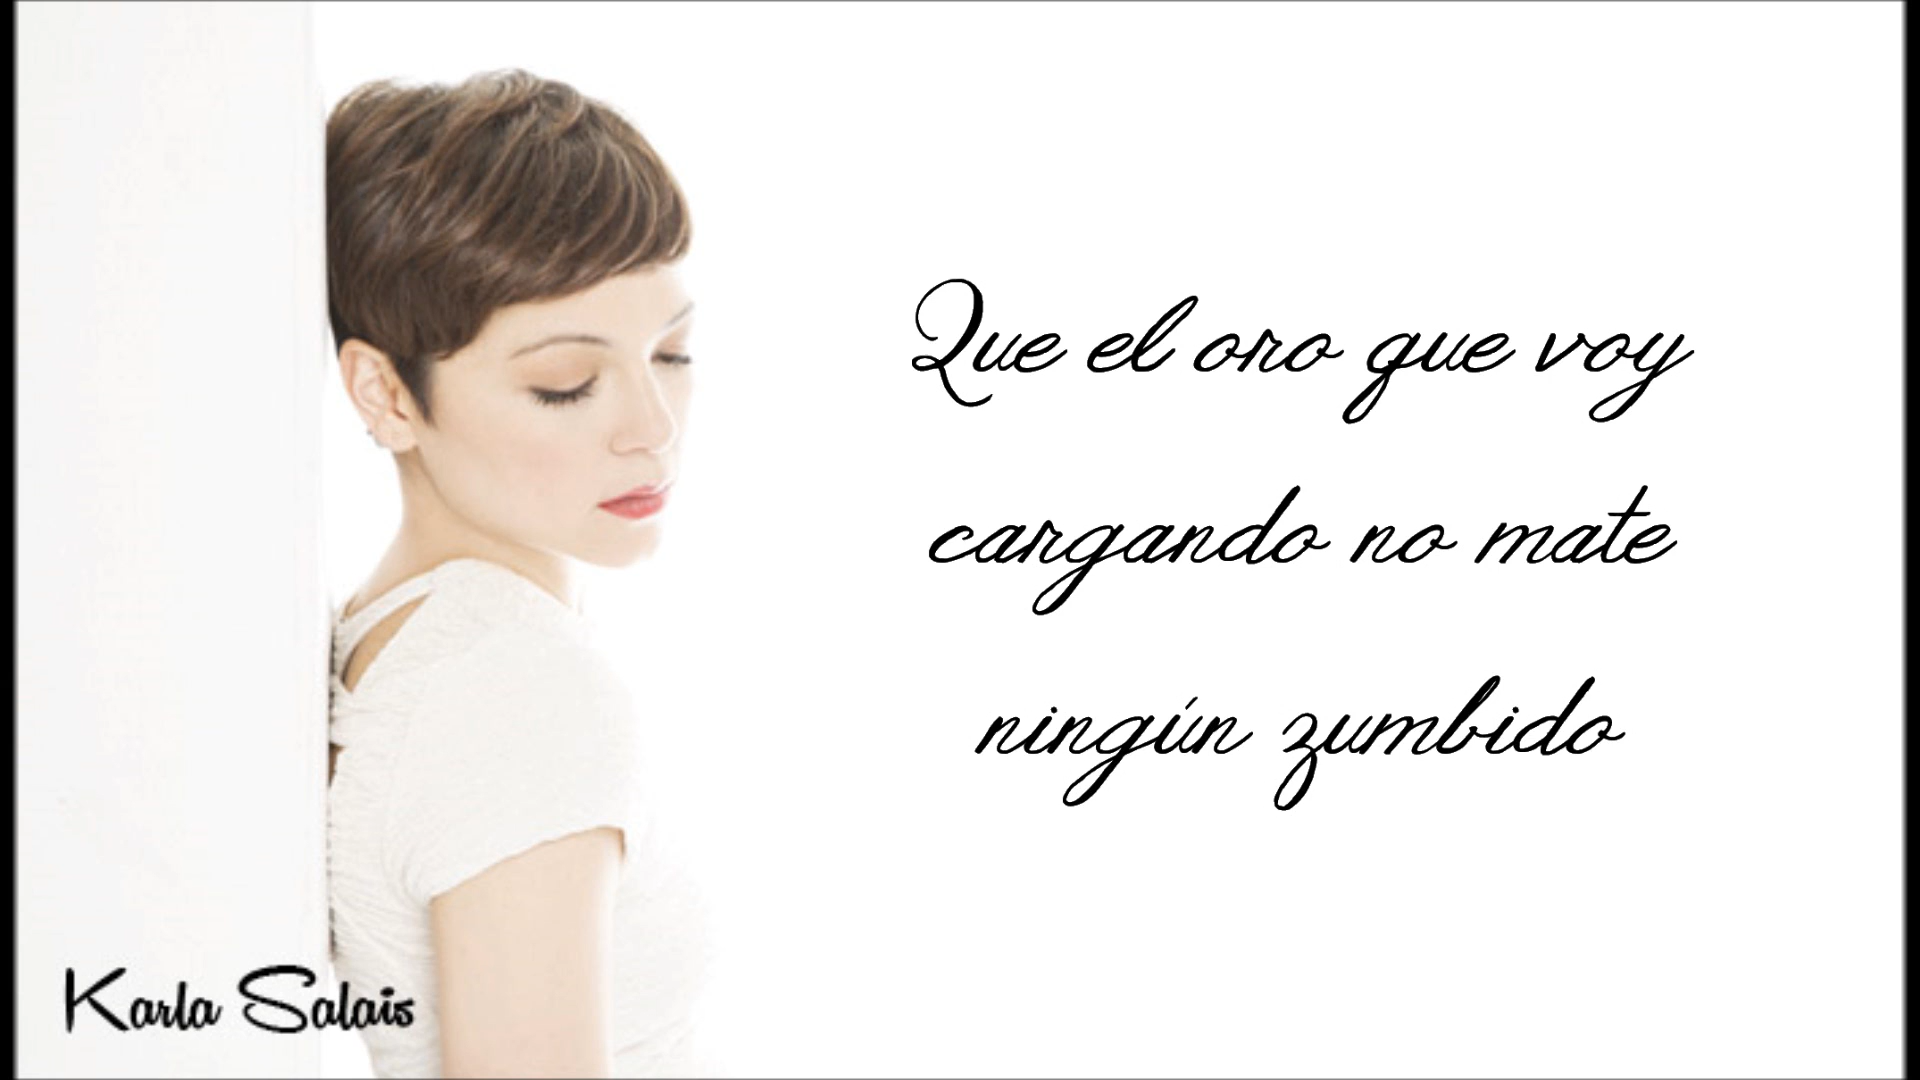 Que el oro que voy
cargando no mate
ningún zumbido
Karla Salais